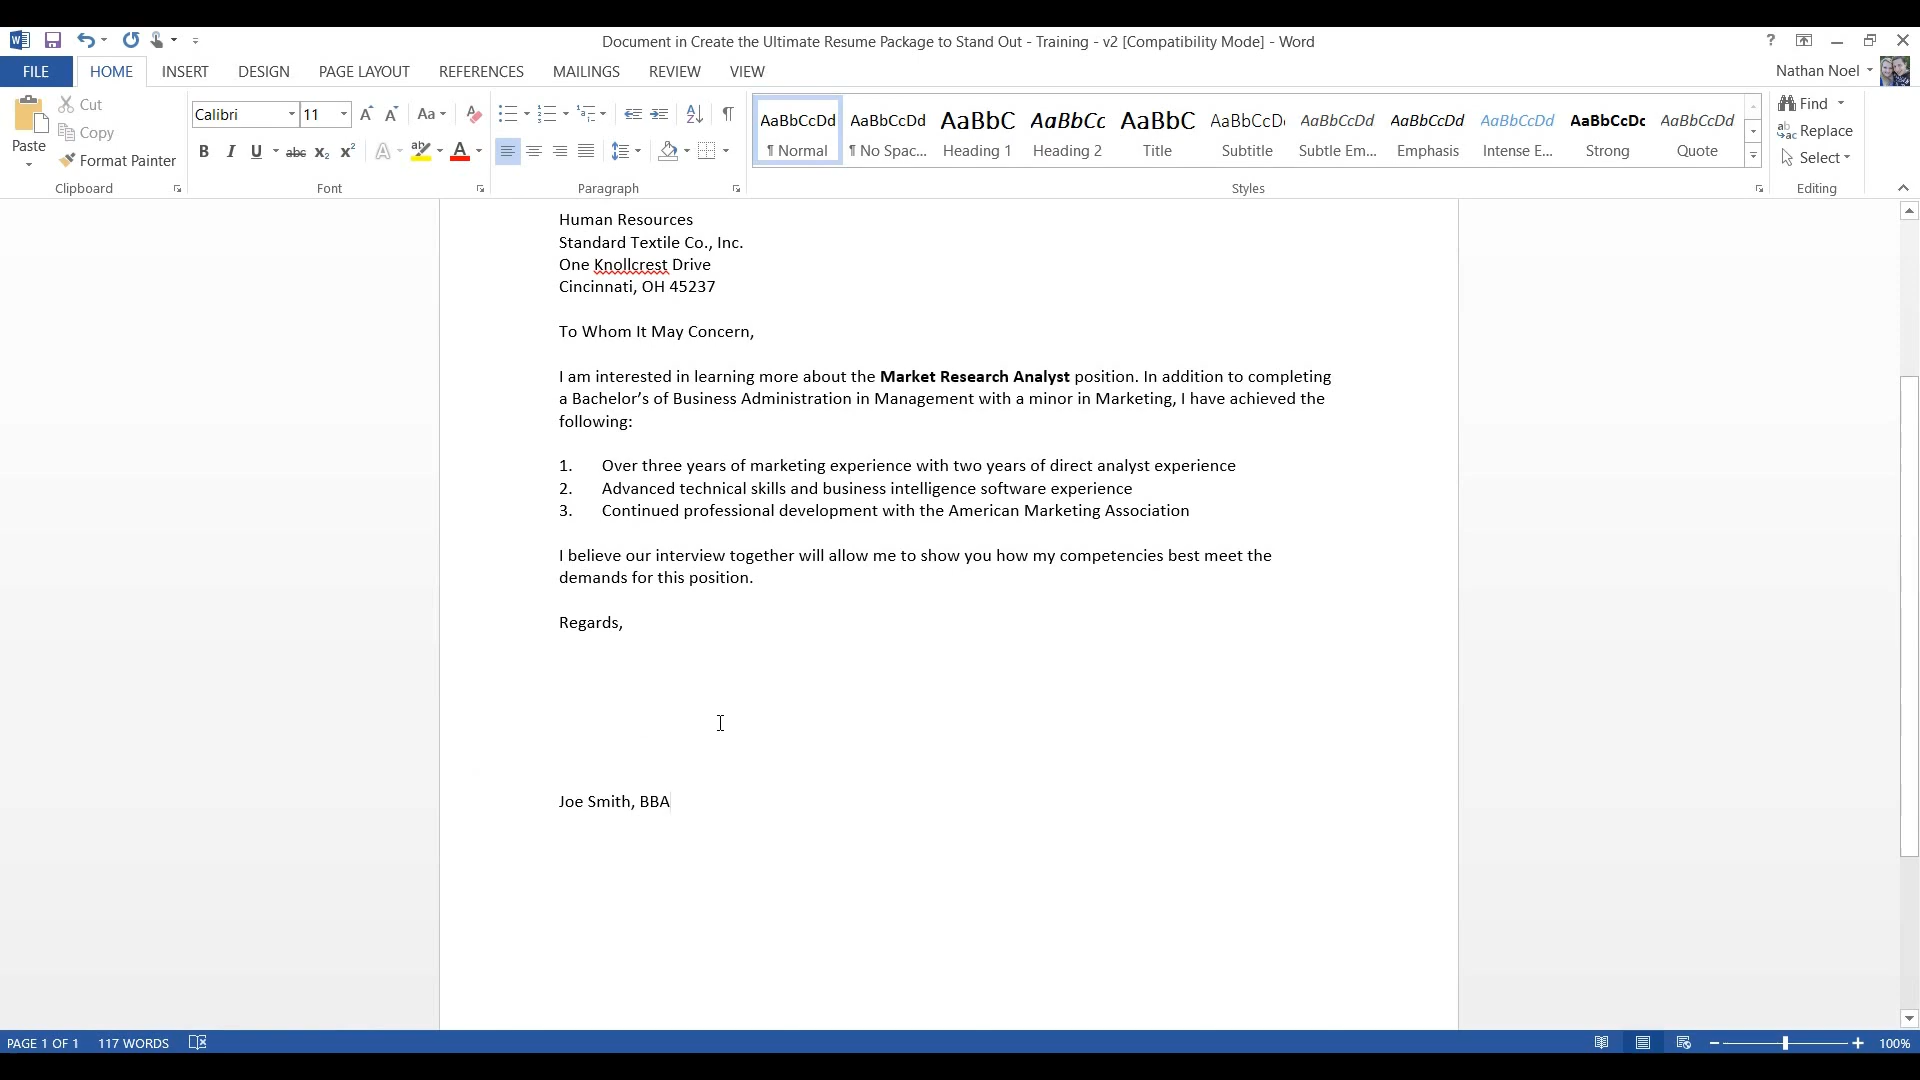 Document in Create the Ultimate Resume Package to Stand Out - Training - v2 [Compatibility Mode] - Word
?
FILE HOME INSERT DESIGN PAGE LAYOUT REFERENCES MAILINGS REVIEW VIEW
Nathan Noel
Paste
Cut
Copy
Format Painter
Clipboard
Calibri 11
Font
Paragraph
AaBbCcDd AaBbCcDd AaBbC AaBbCc AaBbC AaBbCcD AaBbCcDd AaBbCcDd AaBbCcDd AaBbCcDc AaBbCcDd
¶ Normal ¶ No Spac... Heading 1 Heading 2 Title Subtitle Subtle Em... Emphasis Intense E... Strong Quote
Styles
Find
Replace
Select
Editing
Human Resources
Standard Textile Co., Inc.
One Knollcrest Drive
Cincinnati, OH 45237
To Whom It May Concern,
I am interested in learning more about the Market Research Analyst position. In addition to completing
a Bachelor’s of Business Administration in Management with a minor in Marketing, I have achieved the
following:
1. Over three years of marketing experience with two years of direct analyst experience
2. Advanced technical skills and business intelligence software experience
3. Continued professional development with the American Marketing Association
I believe our interview together will allow me to show you how my competencies best meet the
demands for this position.
Regards,
Joe Smith, BBA
PAGE 1 OF 1 117 WORDS
100%